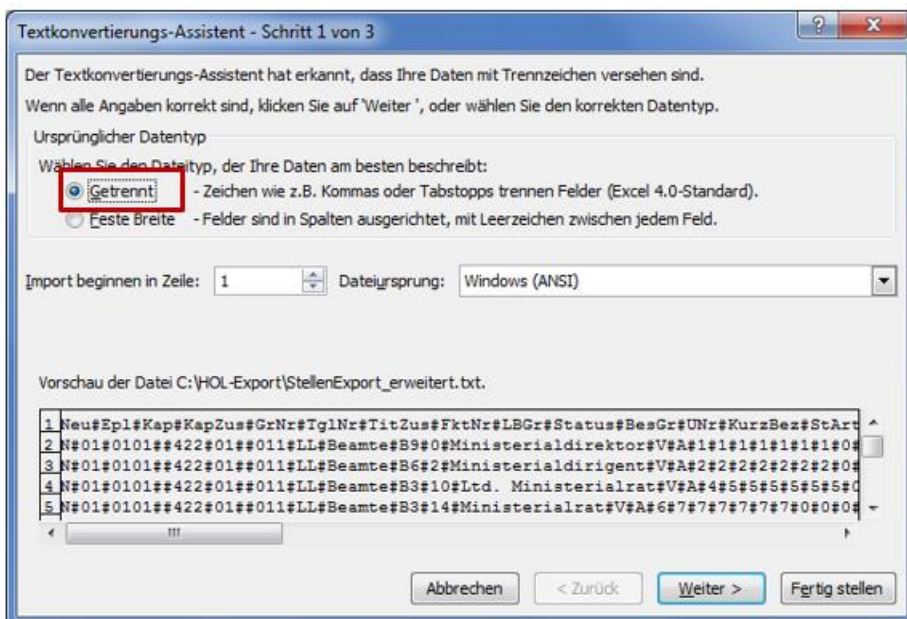 Textkonvertierungs-Assistent - Schritt 1 von 3
Der Textkonvertierungs-Assistent hat erkannt, dass Ihre Daten mit Trennzeichen versehen sind.
Wenn alle Angaben korrekt sind, klicken Sie auf 'Weiter ', oder wählen Sie den korrekten Datentyp.
Ursprünglicher Datentyp
Wählen Sie den Dateityp, der Ihre Daten am besten beschreibt:
Getrennt - Zeichen wie z.B. Kommas oder Tabstopps trennen Felder (Excel 4.0-Standard).
Feste Breite - Felder sind in Spalten ausgerichtet, mit Leerzeichen zwischen jedem Feld.
Import beginnen in Zeile: 1 Dateiursprung: Windows (ANSI)
Vorschau der Datei C:\HOL-Export\StellenExport_erweitert.txt.
1 Neu#Epl#Kap#KapZus#GrNr#TglNr#TitZus#FktNr#LBGr#Status#BesGr#UNr#KurzBez#StArt
2 N#01#0101##422#01##011#LL#Beamte#B9#0#Ministerialdirektor#V#A#1#1#1#1#1#1#0#
3 N#01#0101##422#01##011#LL#Beamte#B6#2#Ministerialdirigent#V#A#2#2#2#2#2#2#0#
4 N#01#0101##422#01##011#LL#Beamte#B3#10#Ltd. Ministerialrat#V#A#4#5#5#5#5#5#0
5 N#01#0101##422#01##011#LL#Beamte#B3#14#Ministerialrat#V#A#6#7#7#7#7#7#0#0#0#
Abbrechen < Zurück Weiter > Fertig stellen